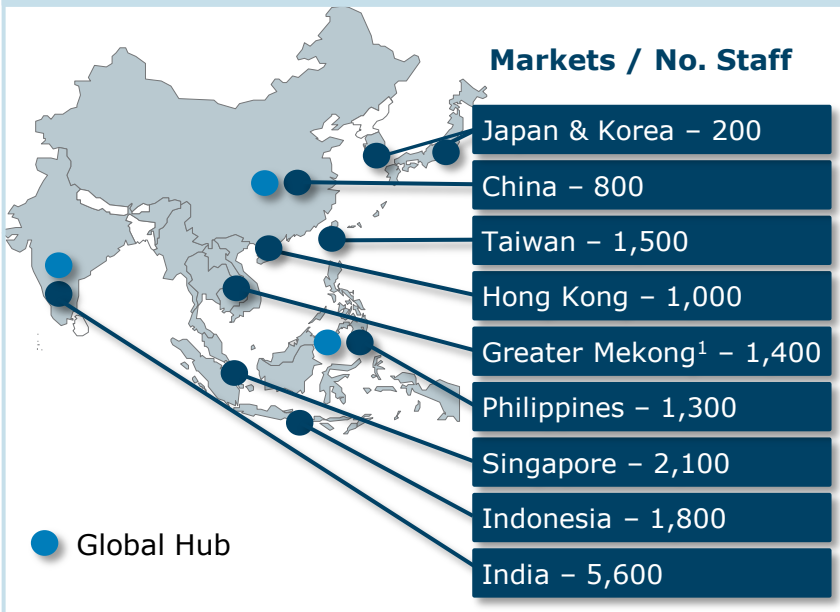 Markets / No. Staff
Japan & Korea – 200
China – 800
Taiwan – 1,500
Hong Kong – 1,000
Greater Mekong¹ – 1,400
Philippines – 1,300
Singapore – 2,100
Indonesia – 1,800
India – 5,600
Global Hub